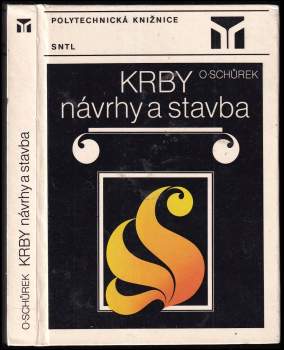 POLYTECHNICKÁ KNIŽNICE
SNTL
KRBY
O·SCHŮREK
návrhy a stavba
O·SCHŮREK KRBY návrhy a stavba